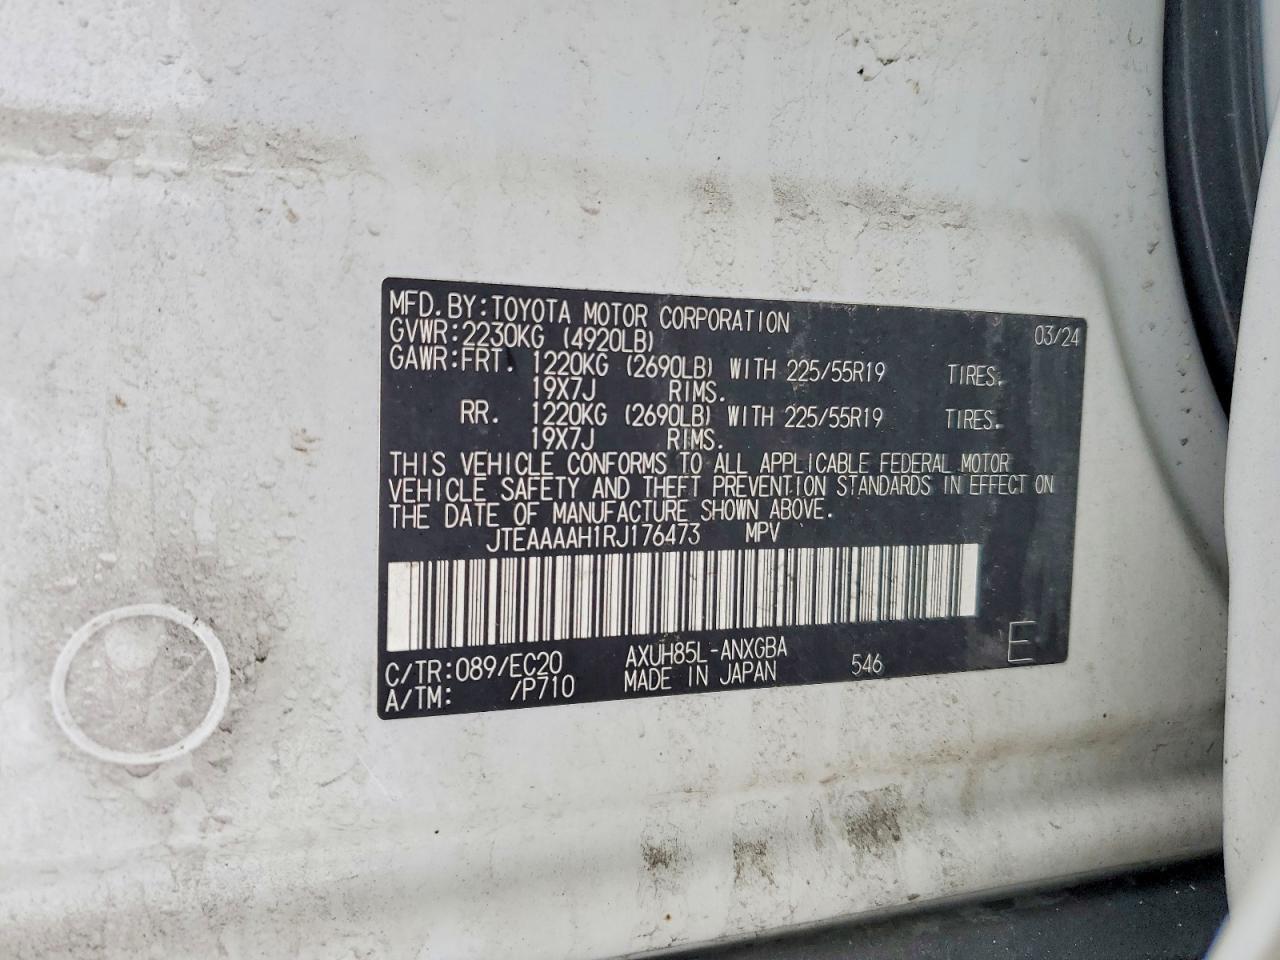 MFD. BY: TOYOTA MOTOR CORPORATION 03/24
GVWR: 2230KG (4920LB)
GAWR: FRT. 1220KG (2690LB) WITH 225/55R19 TIRES.
19X7J RIMS.
RR. 1220KG (2690LB) WITH 225/55R19 TIRES.
19X7J RIMS.
THIS VEHICLE CONFORMS TO ALL APPLICABLE FEDERAL MOTOR
VEHICLE SAFETY AND THEFT PREVENTION STANDARDS IN EFFECT ON
THE DATE OF MANUFACTURE SHOWN ABOVE.
JTEAAAAH1RJ176473 MPV
C/TR: 089/EC20 AXUH85L-ANXGBA 546 E
A/TM: /P710 MADE IN JAPAN